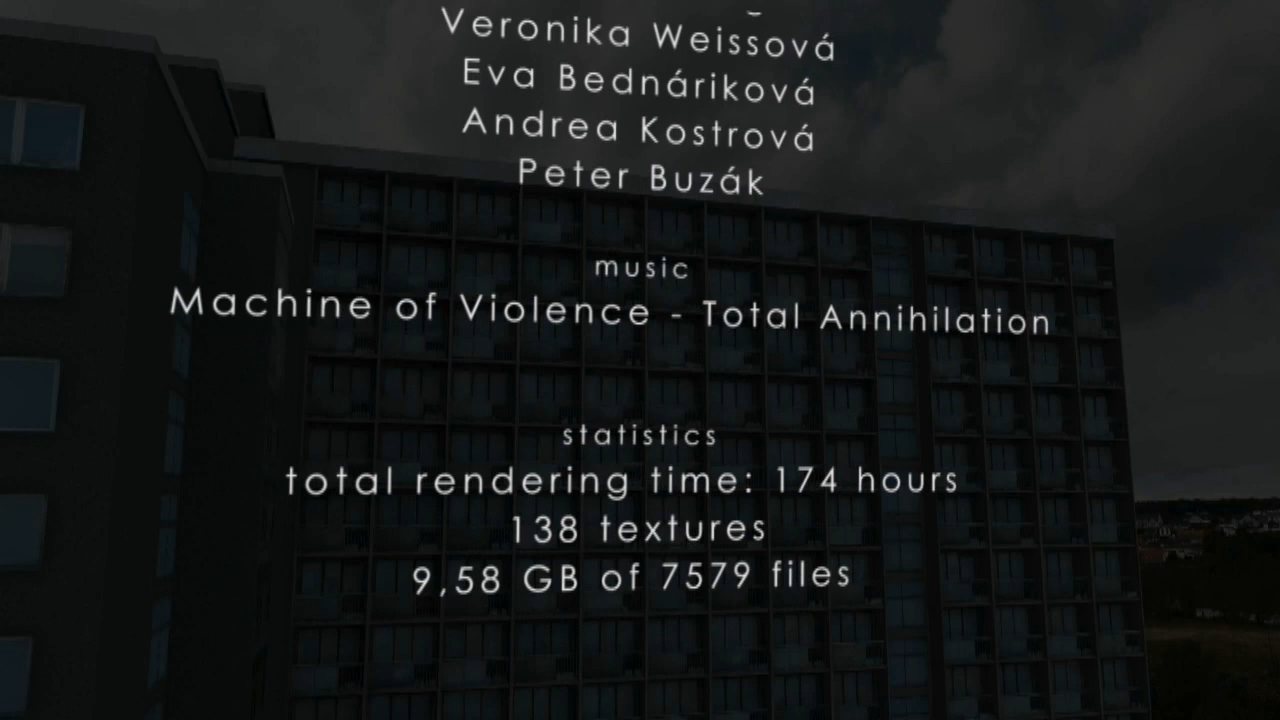 Veronika Weissová
Eva Bednáriková
Andrea Kostrová
Peter Buzák
music
Machine of Violence - Total Annihilation
statistics
total rendering time: 174 hours
138 textures
9,58 GB of 7579 files